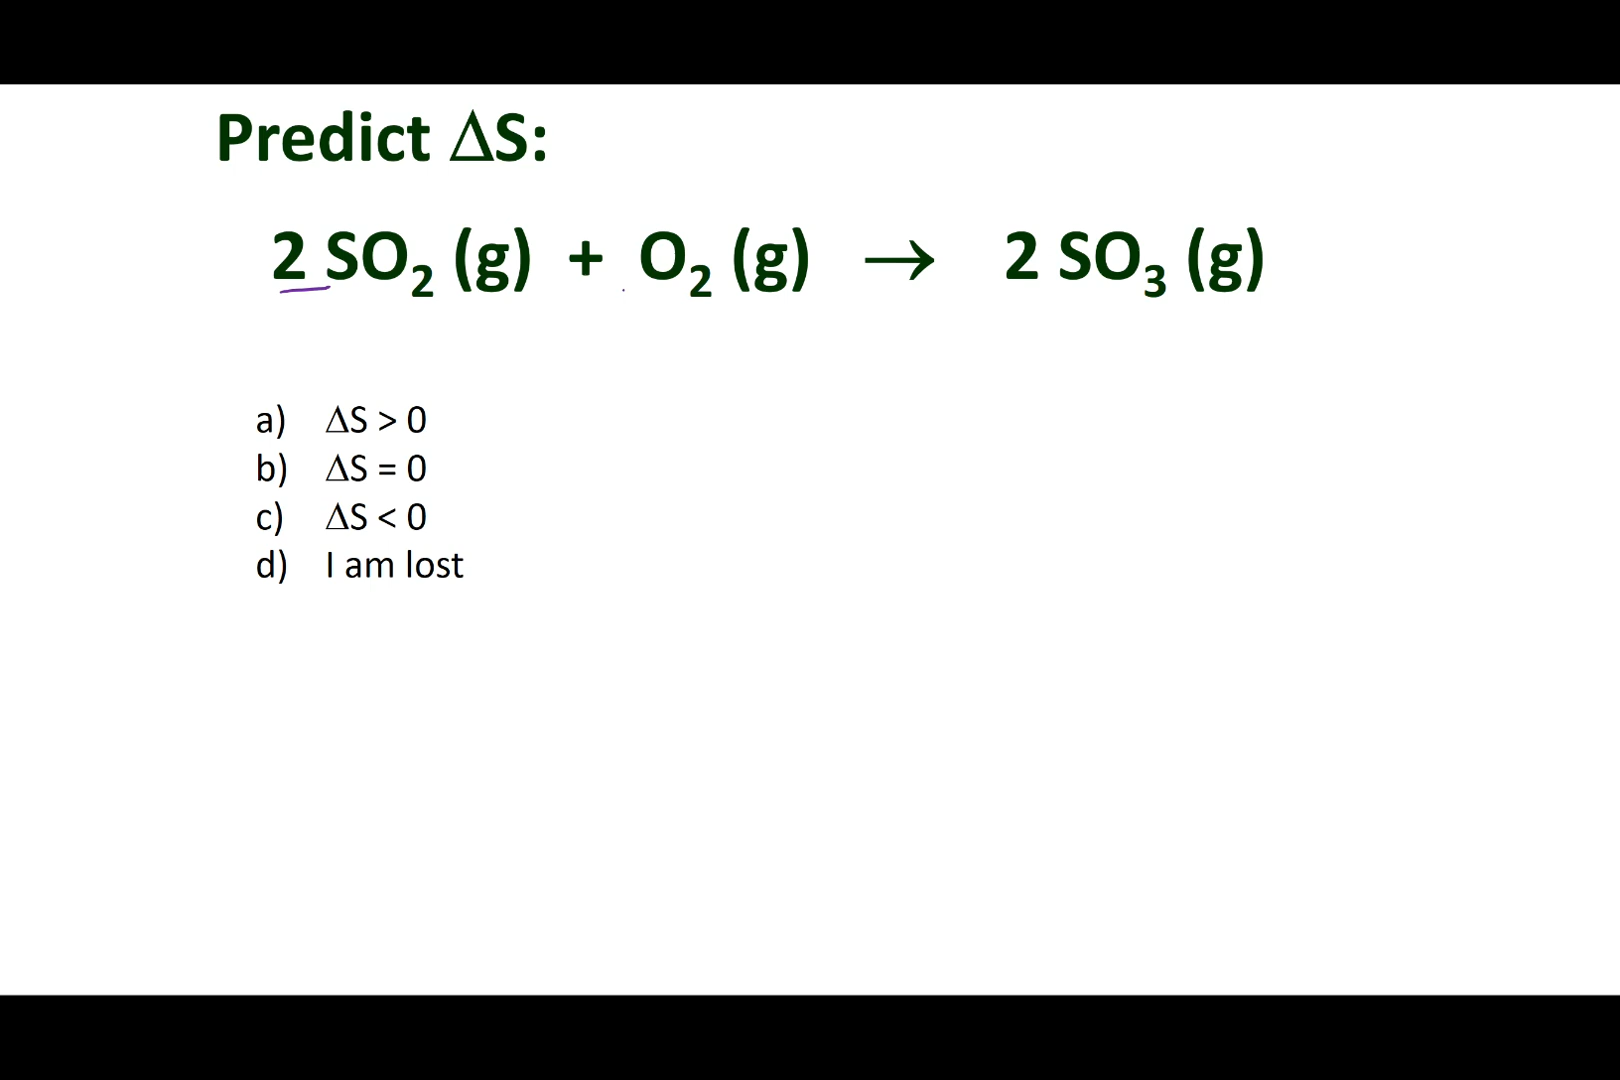 Predict ΔS:
2 SO₂ (g) + O₂ (g) → 2 SO₃ (g)
a) ΔS > 0
b) ΔS = 0
c) ΔS < 0
d) I am lost